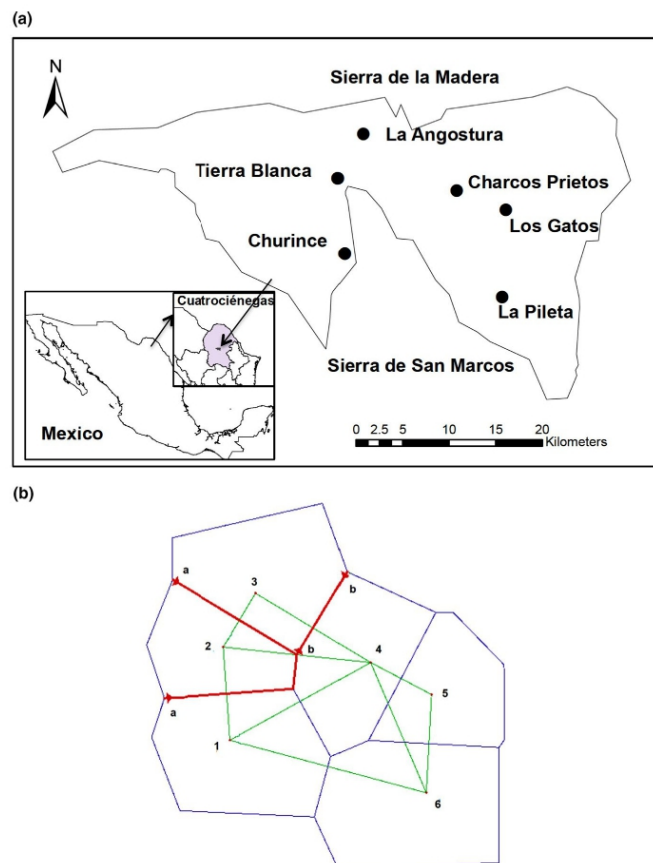 (a)
N
Sierra de la Madera
La Angostura
Tierra Blanca
Charcos Prietos
Los Gatos
Churince
Cuatrociénegas
La Pileta
Sierra de San Marcos
Mexico
0 2.5 5 10 15 20
Kilometers
(b)
a
b
3
2
b
4
a
5
1
6